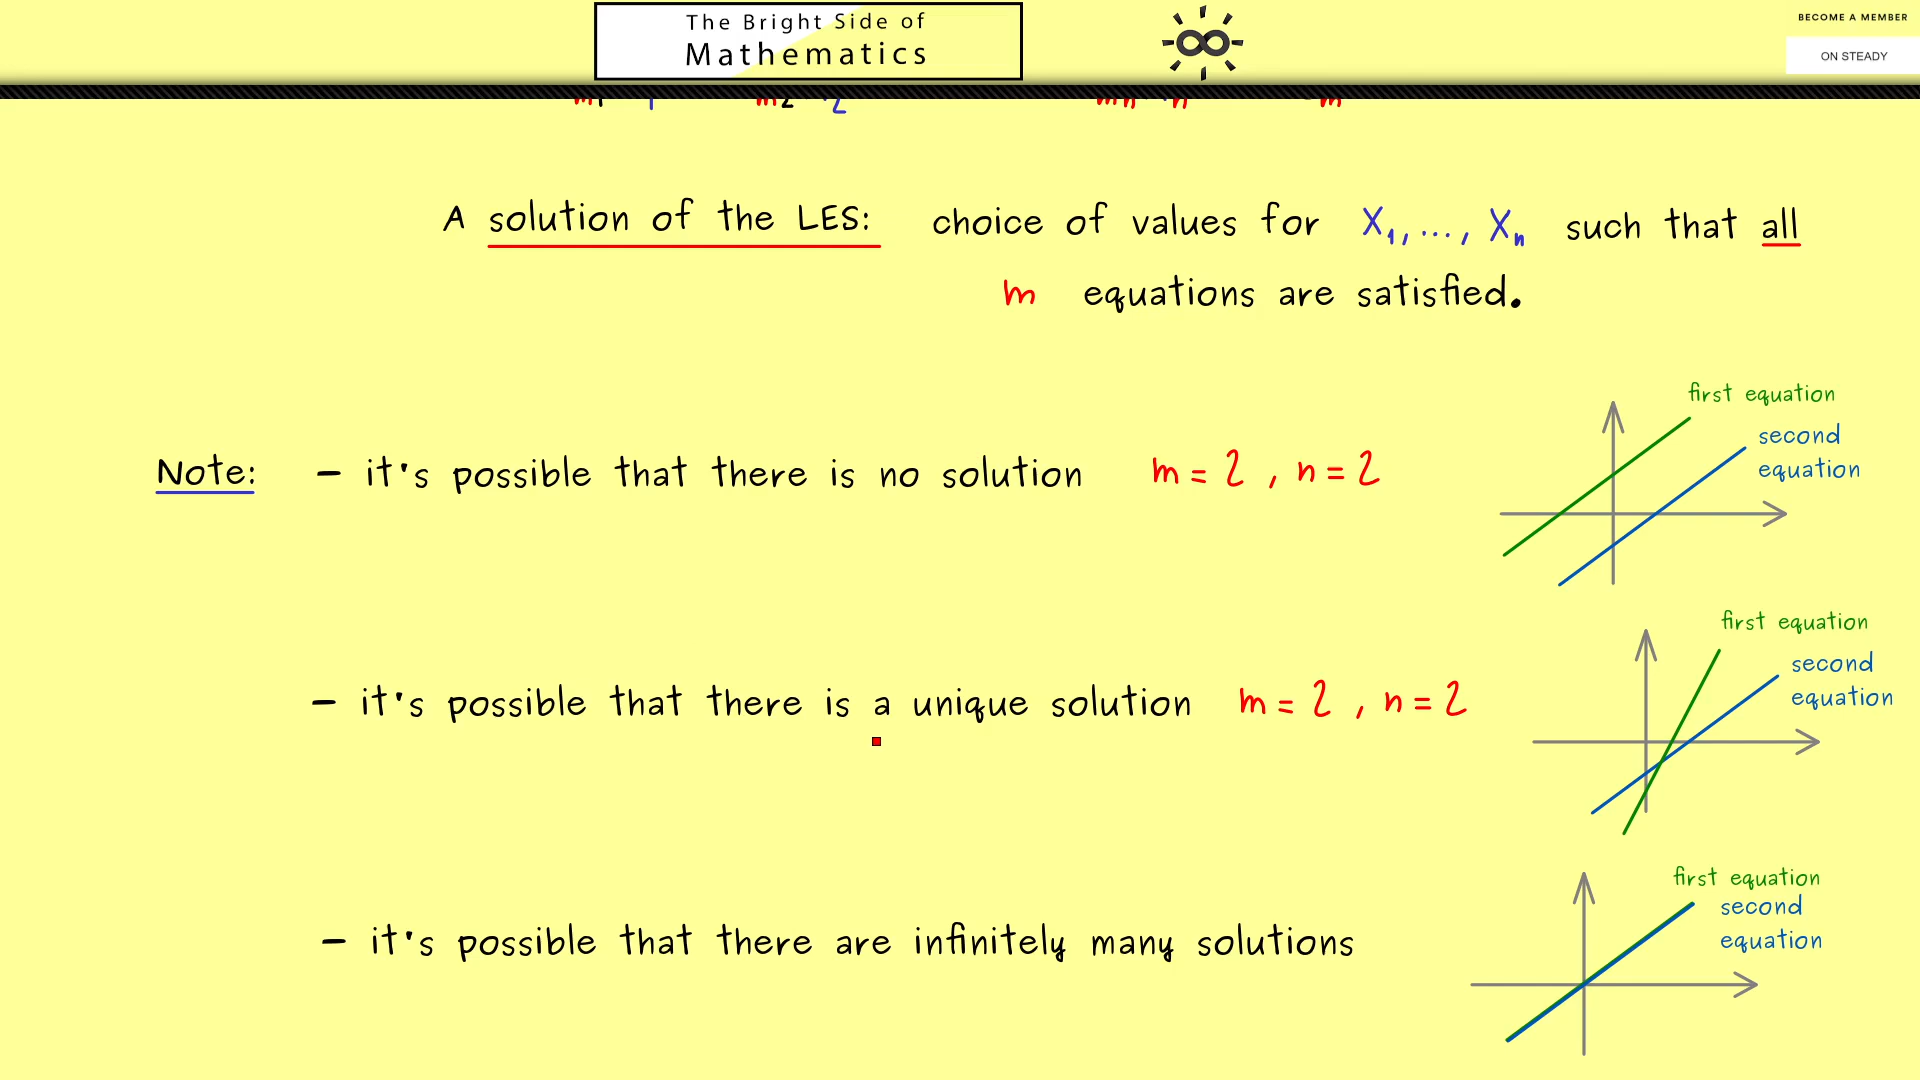 The Bright Side of
Mathematics
BECOME A MEMBER
ON STEADY
A solution of the LES: choice of values for X₁, ..., Xₙ such that all
m equations are satisfied.
first equation
second
equation
Note: – it's possible that there is no solution m = 2 , n = 2
first equation
second
equation
– it's possible that there is a unique solution m = 2 , n = 2
first equation
second
equation
– it's possible that there are infinitely many solutions